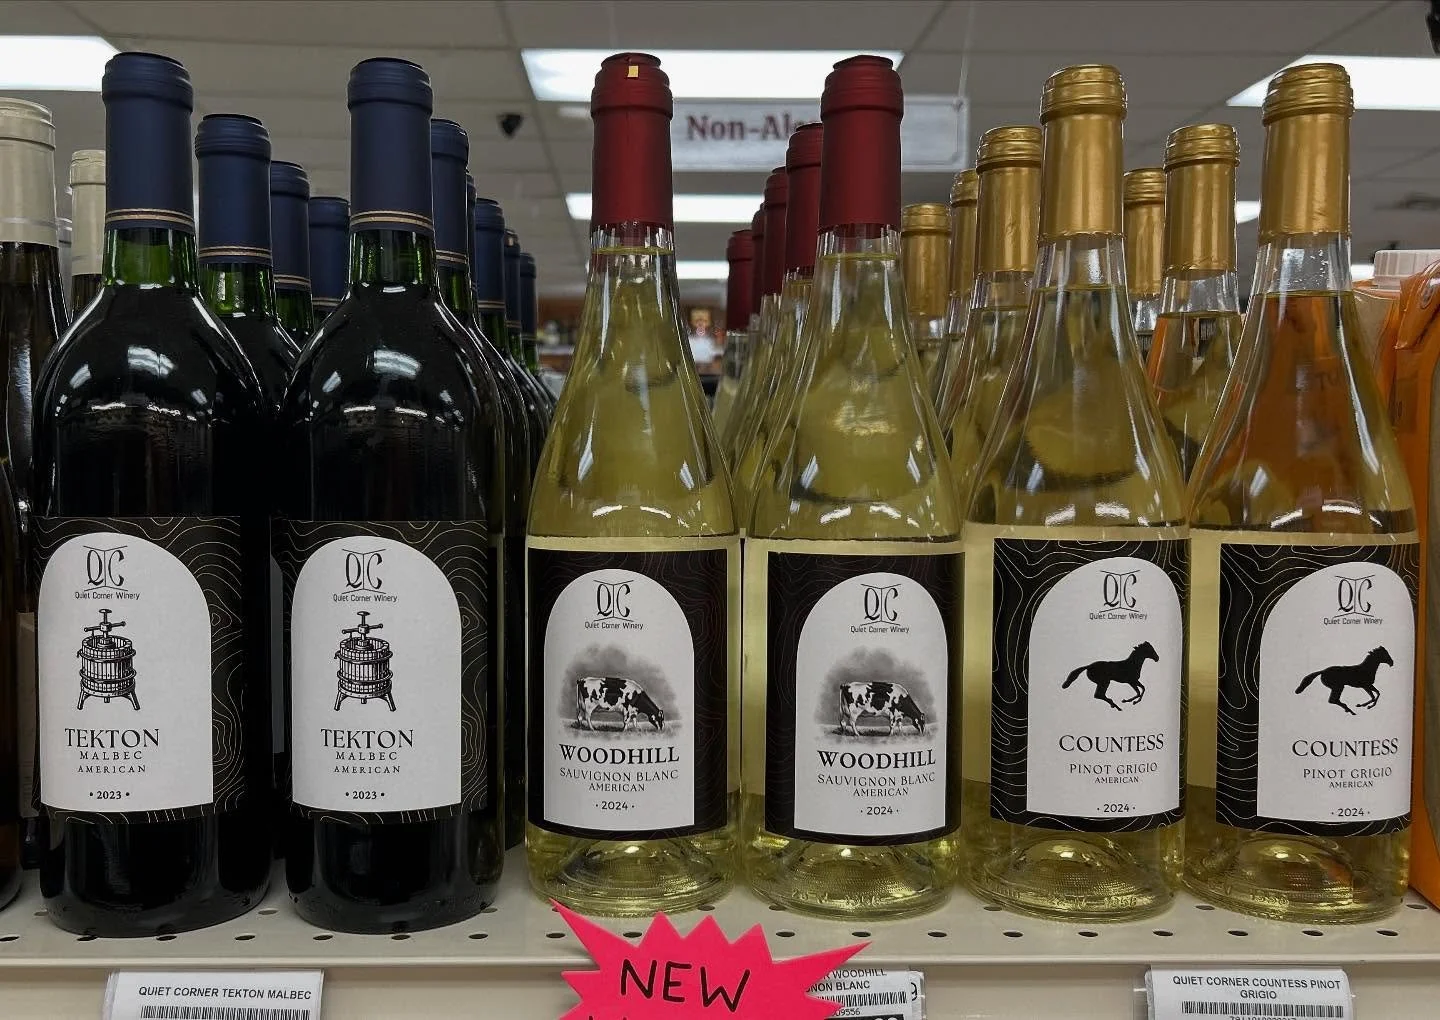 Non-Al
QC
Quiet Corner Winery
TEKTON
MALBEC
AMERICAN
• 2023 •
QC
Quiet Corner Winery
TEKTON
MALBEC
AMERICAN
• 2023 •
QC
Quiet Corner Winery
WOODHILL
SAUVIGNON BLANC
AMERICAN
· 2024 ·
QC
Quiet Corner Winery
WOODHILL
SAUVIGNON BLANC
AMERICAN
· 2024 ·
QC
Quiet Corner Winery
COUNTESS
PINOT GRIGIO
AMERICAN
· 2024 ·
QC
Quiet Corner Winery
COUNTESS
PINOT GRIGIO
AMERICAN
· 2024 ·
QUIET CORNER TEKTON MALBEC
NEW
WOODHILL
BLANC
QUIET CORNER COUNTESS PINOT
GRIGIO